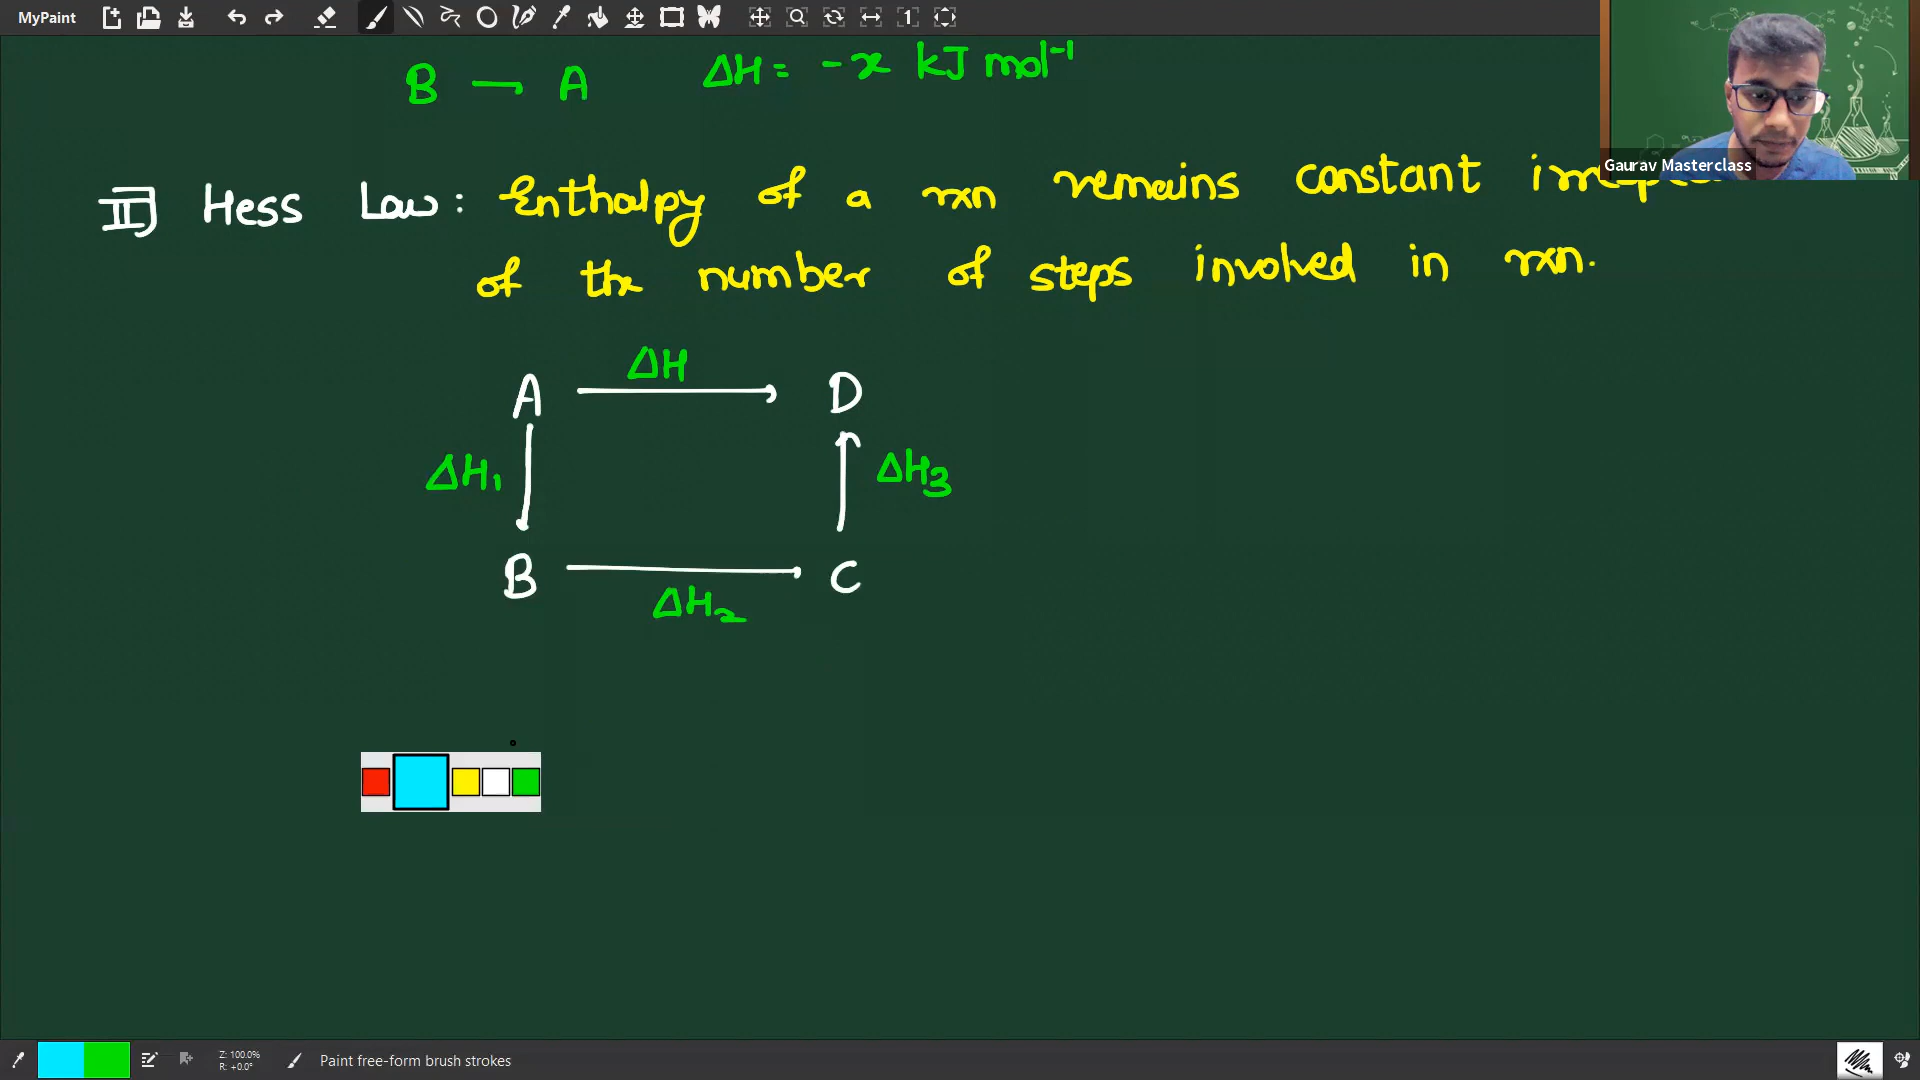 MyPaint
B → A ΔH = -x kJ mol⁻¹
Gaurav Masterclass
II] Hess Law: Enthalpy of a rxn remains constant
of the number of steps involved in rxn.
ΔH
A → D
ΔH₁ ΔH₃
B → C
ΔH₂
Z: 100.0%
R: +0.0°
Paint free-form brush strokes